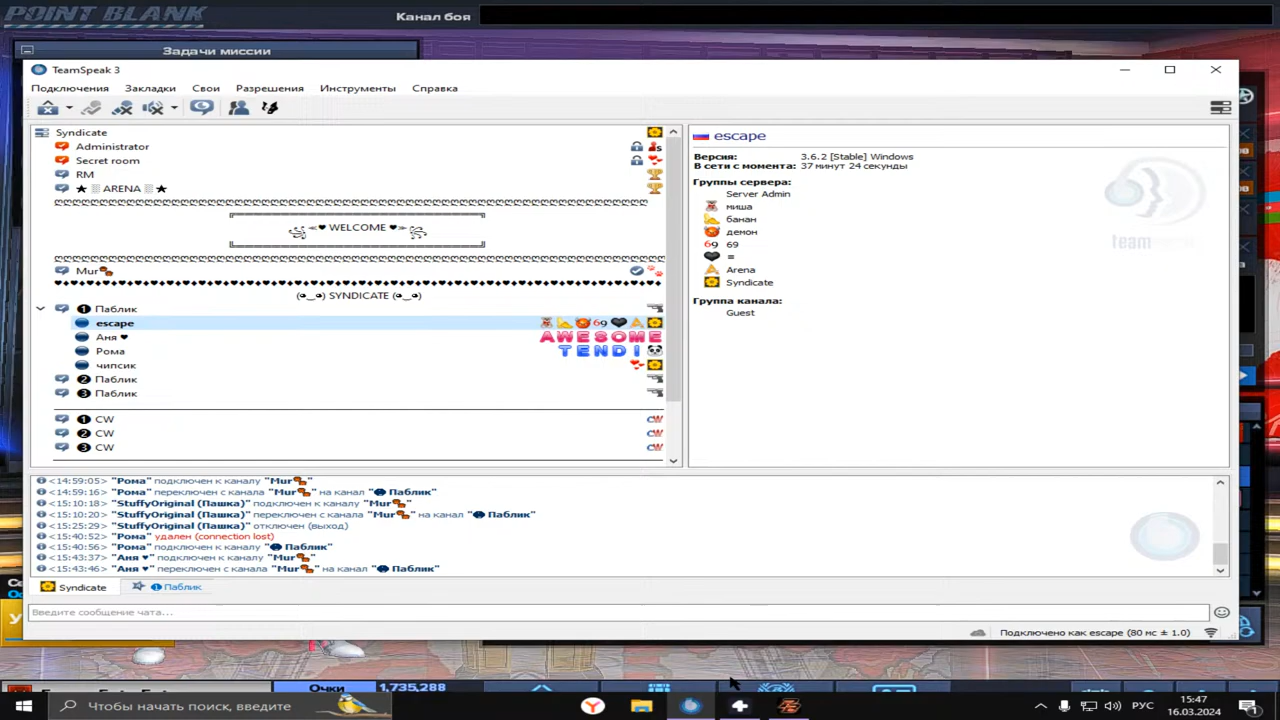 POINT BLANK
Канал боя
Задачи миссии
TeamSpeak 3
Подключения Закладки Свои Разрешения Инструменты Справка
Syndicate
Administrator
Secret room
RM
★ ░ ARENA ░ ★
WELCOME
Mur
SYNDICATE
1 Паблик
escape
Аня ♥
AWESOME
Рома
TENDI
чипсик
2 Паблик
3 Паблик
1 CW
2 CW
3 CW
escape
Версия: 3.6.2 [Stable] Windows
В сети с момента: 37 минут 24 секунды
Группы сервера:
Server Admin
миша
банан
демон
69 69
=
Arena
Syndicate
Группа канала:
Guest
<14:59:05> "Рома" подключен к каналу "Mur"
<14:59:16> "Рома" переключен с канала "Mur" на канал "Паблик"
<15:10:18> "StuffyOriginal (Пашка)" подключен к каналу "Mur"
<15:10:20> "StuffyOriginal (Пашка)" переключен с канала "Mur" на канал "Паблик"
<15:25:29> "StuffyOriginal (Пашка)" отключен (выход)
<15:40:52> "Рома" удален (connection lost)
<15:40:56> "Рома" подключен к каналу "Паблик"
<15:43:37> "Аня ♥" подключен к каналу "Mur"
<15:43:46> "Аня ♥" переключен с канала "Mur" на канал "Паблик"
Syndicate 1 Паблик
Введите сообщение чата...
Подключено как escape (80 мс ± 1.0)
Очки 1,735,288
Чтобы начать поиск, введите
РУС
15:47
16.03.2024